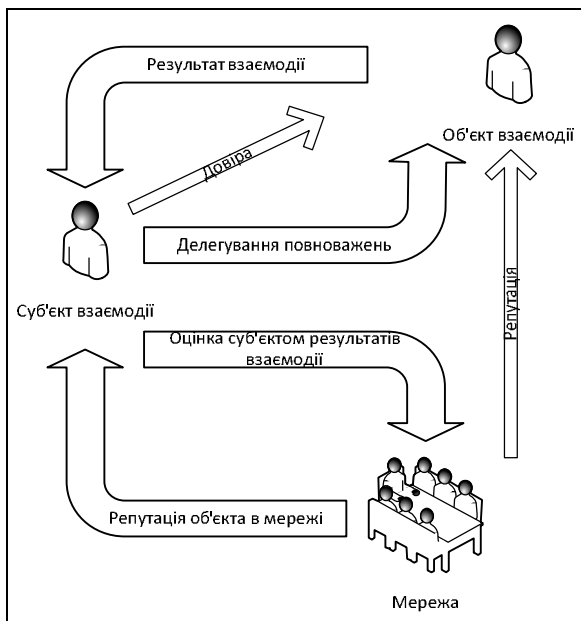 Результат взаємодії
Об'єкт взаємодії
Довіра
Делегування повноважень
Репутація
Суб'єкт взаємодії
Оцінка суб'єктом результатів
взаємодії
Репутація об'єкта в мережі
Мережа